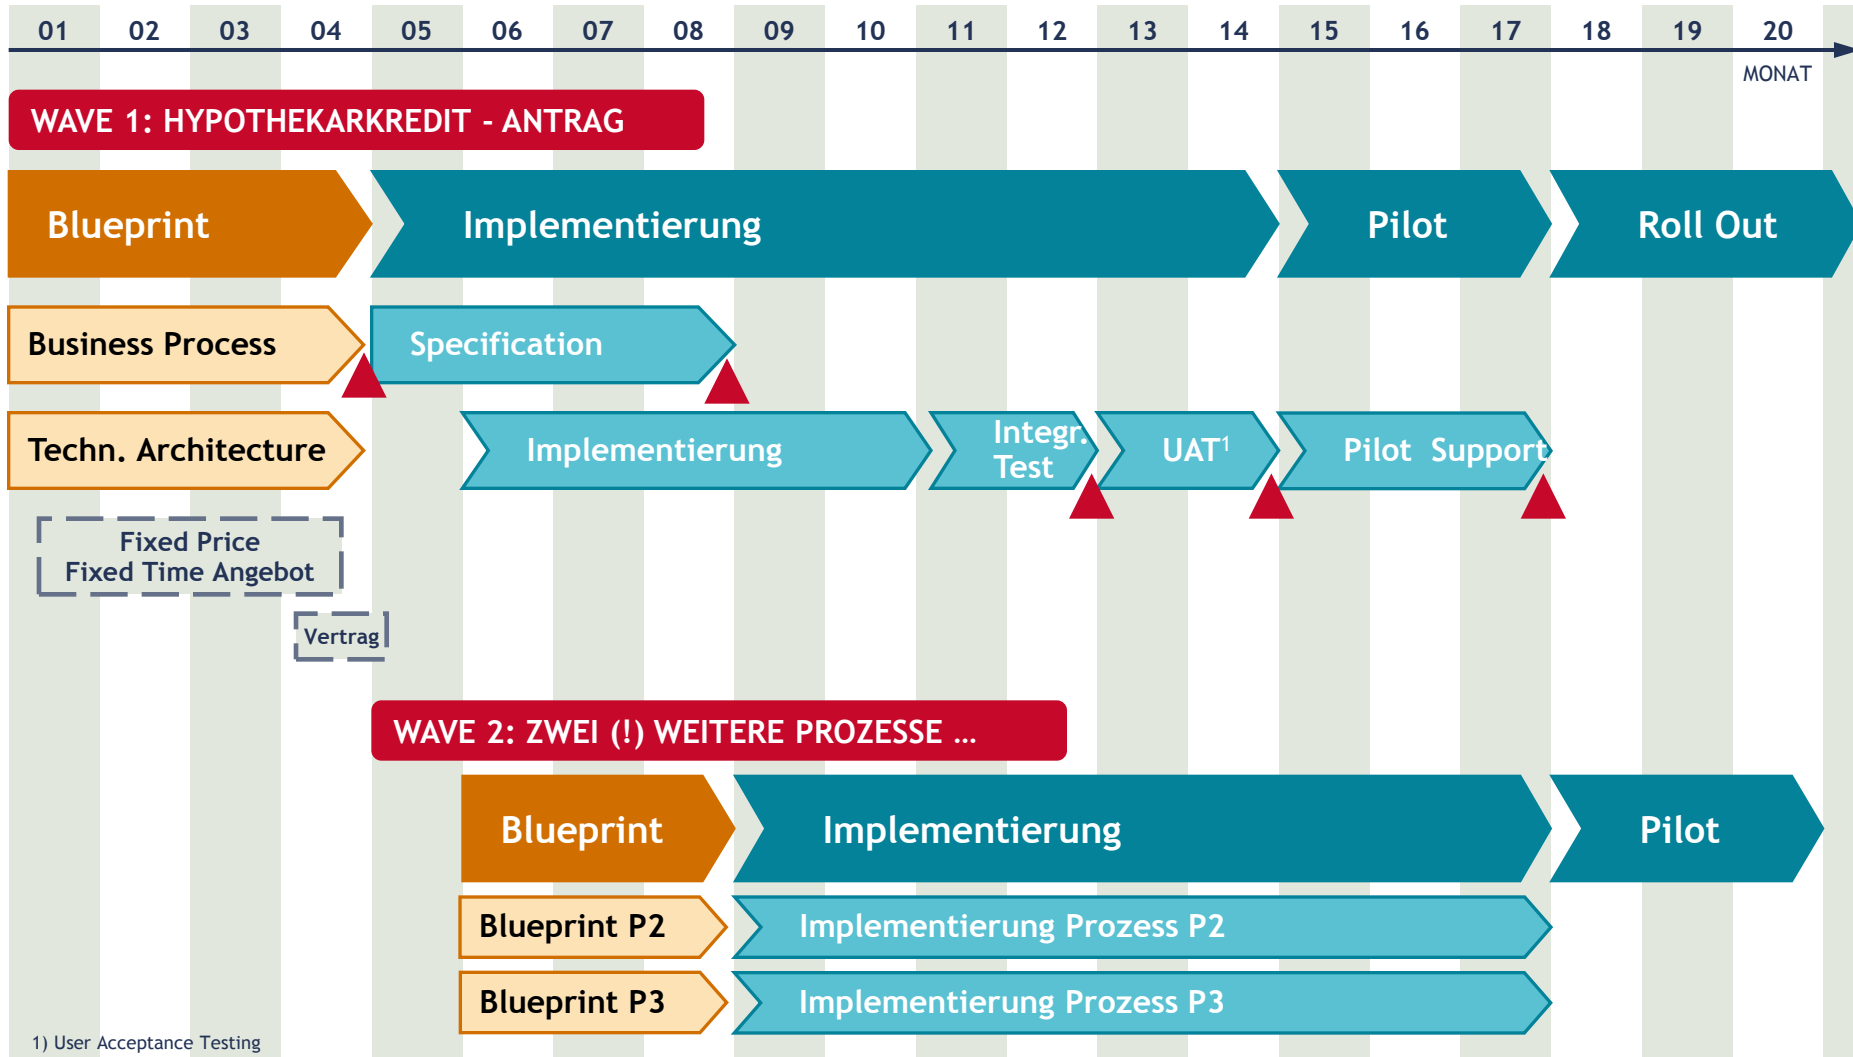 01 02 03 04 05 06 07 08 09 10 11 12 13 14 15 16 17 18 19 20
MONAT
WAVE 1: HYPOTHEKARKREDIT - ANTRAG
Blueprint Implementierung Pilot Roll Out
Business Process Specification
Techn. Architecture Implementierung Integr. UAT¹ Pilot Support
Test
Fixed Price
Fixed Time Angebot
Vertrag
WAVE 2: ZWEI (!) WEITERE PROZESSE ...
Blueprint Implementierung Pilot
Blueprint P2 Implementierung Prozess P2
Blueprint P3 Implementierung Prozess P3
1) User Acceptance Testing